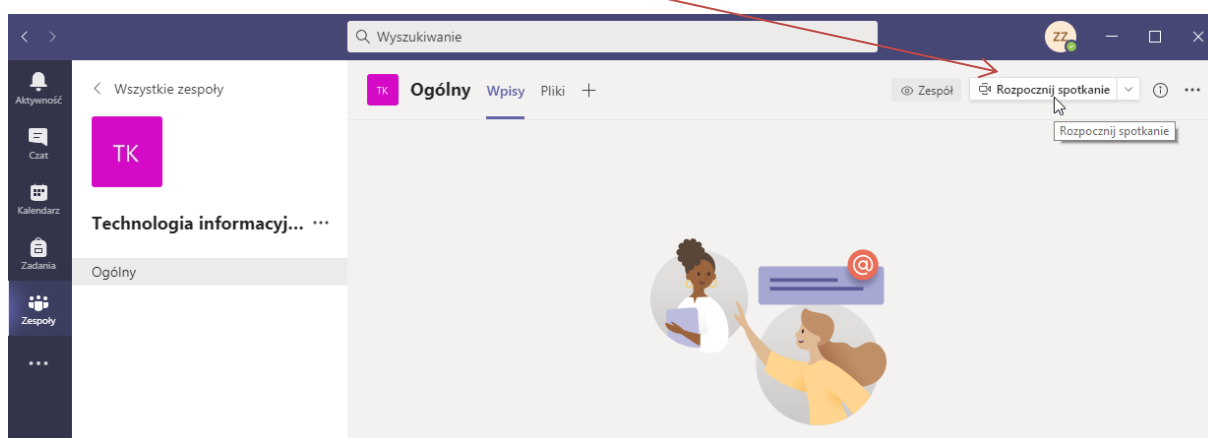 Wyszukiwanie
ZZ
Aktywność
Czat
Kalendarz
Zadania
Zespoły
Wszystkie zespoły
TK
Technologia informacyj... ...
Ogólny
TK Ogólny Wpisy Pliki +
Zespół Rozpocznij spotkanie ...
Rozpocznij spotkanie
@